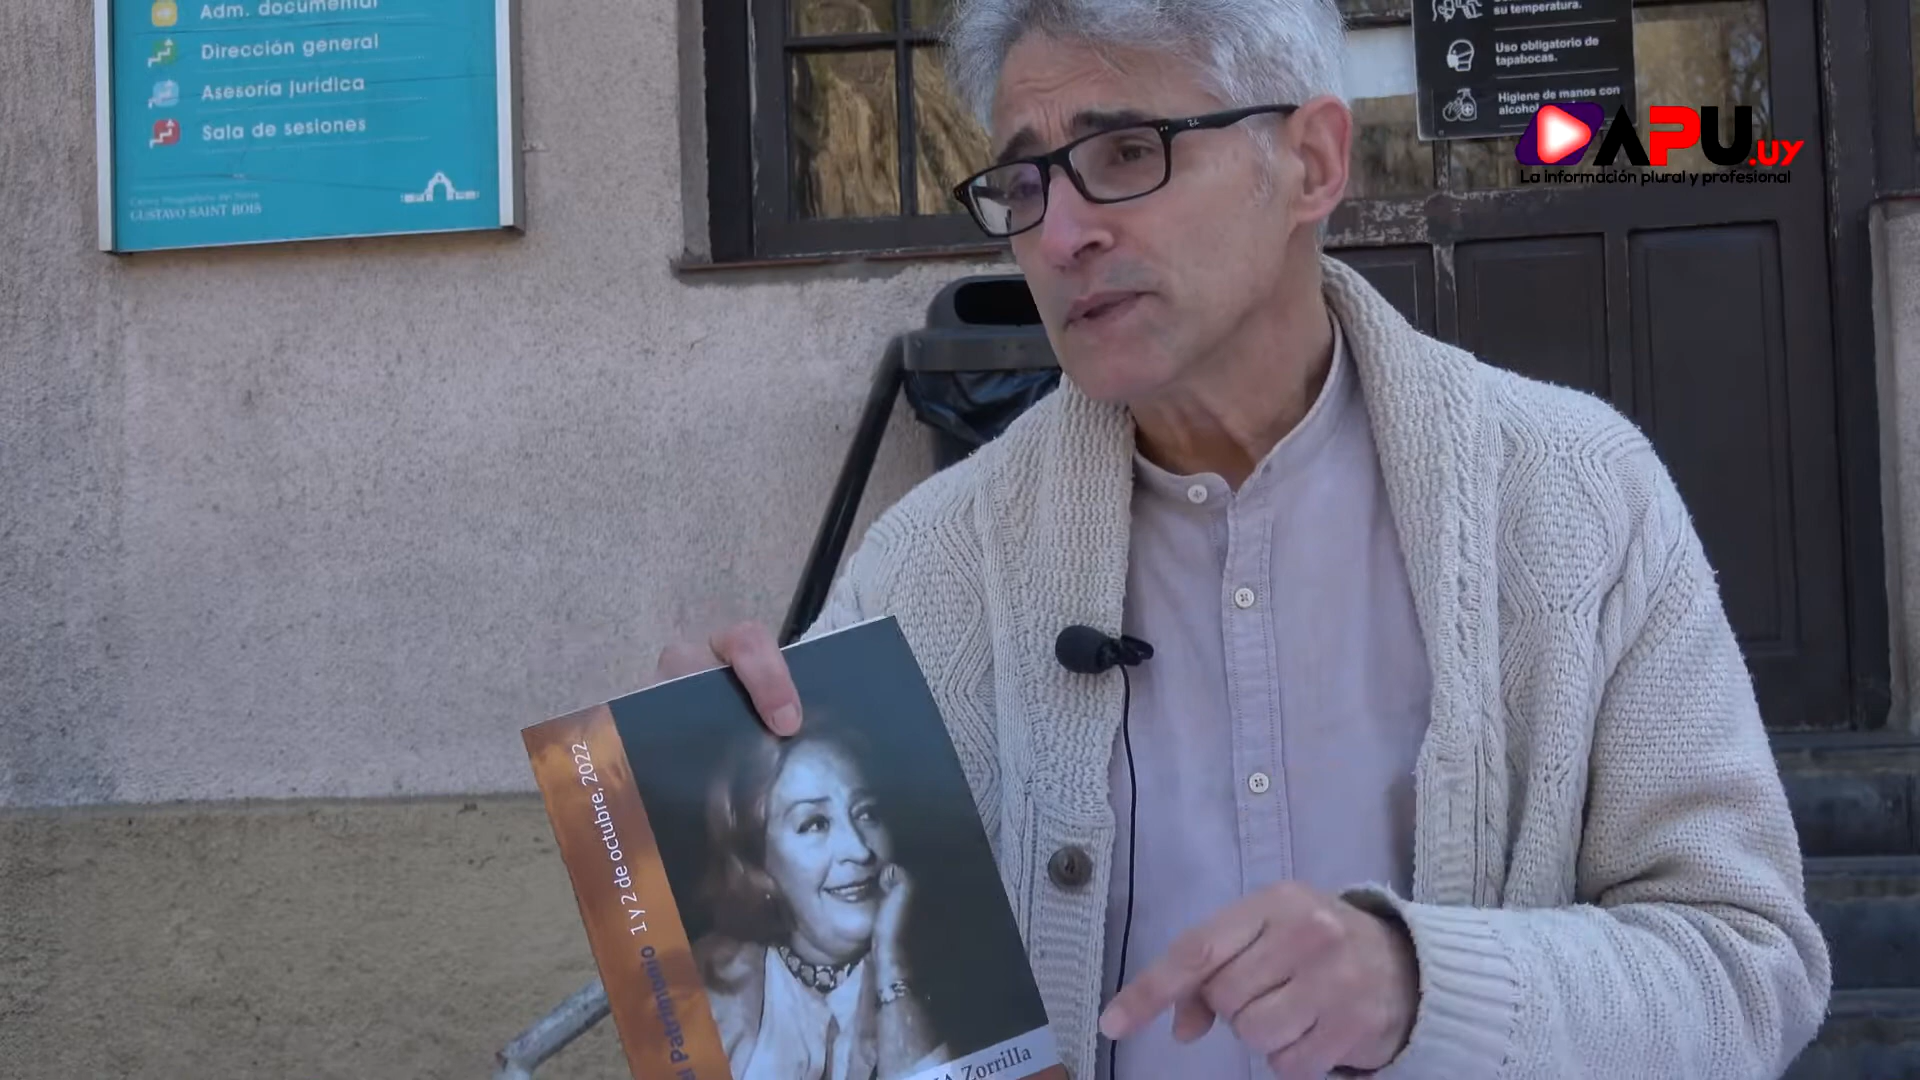 Adm. documental
Dirección general
Asesoría Jurídica
Sala de sesiones
GUSTAVO SAINT BOIS
su temperatura.
Uso obligatorio de
tapabocas.
Higiene de manos con
alcohol
APU.UY
La información plural y profesional
Patrimonio 1 y 2 de octubre, 2022
Zorrilla